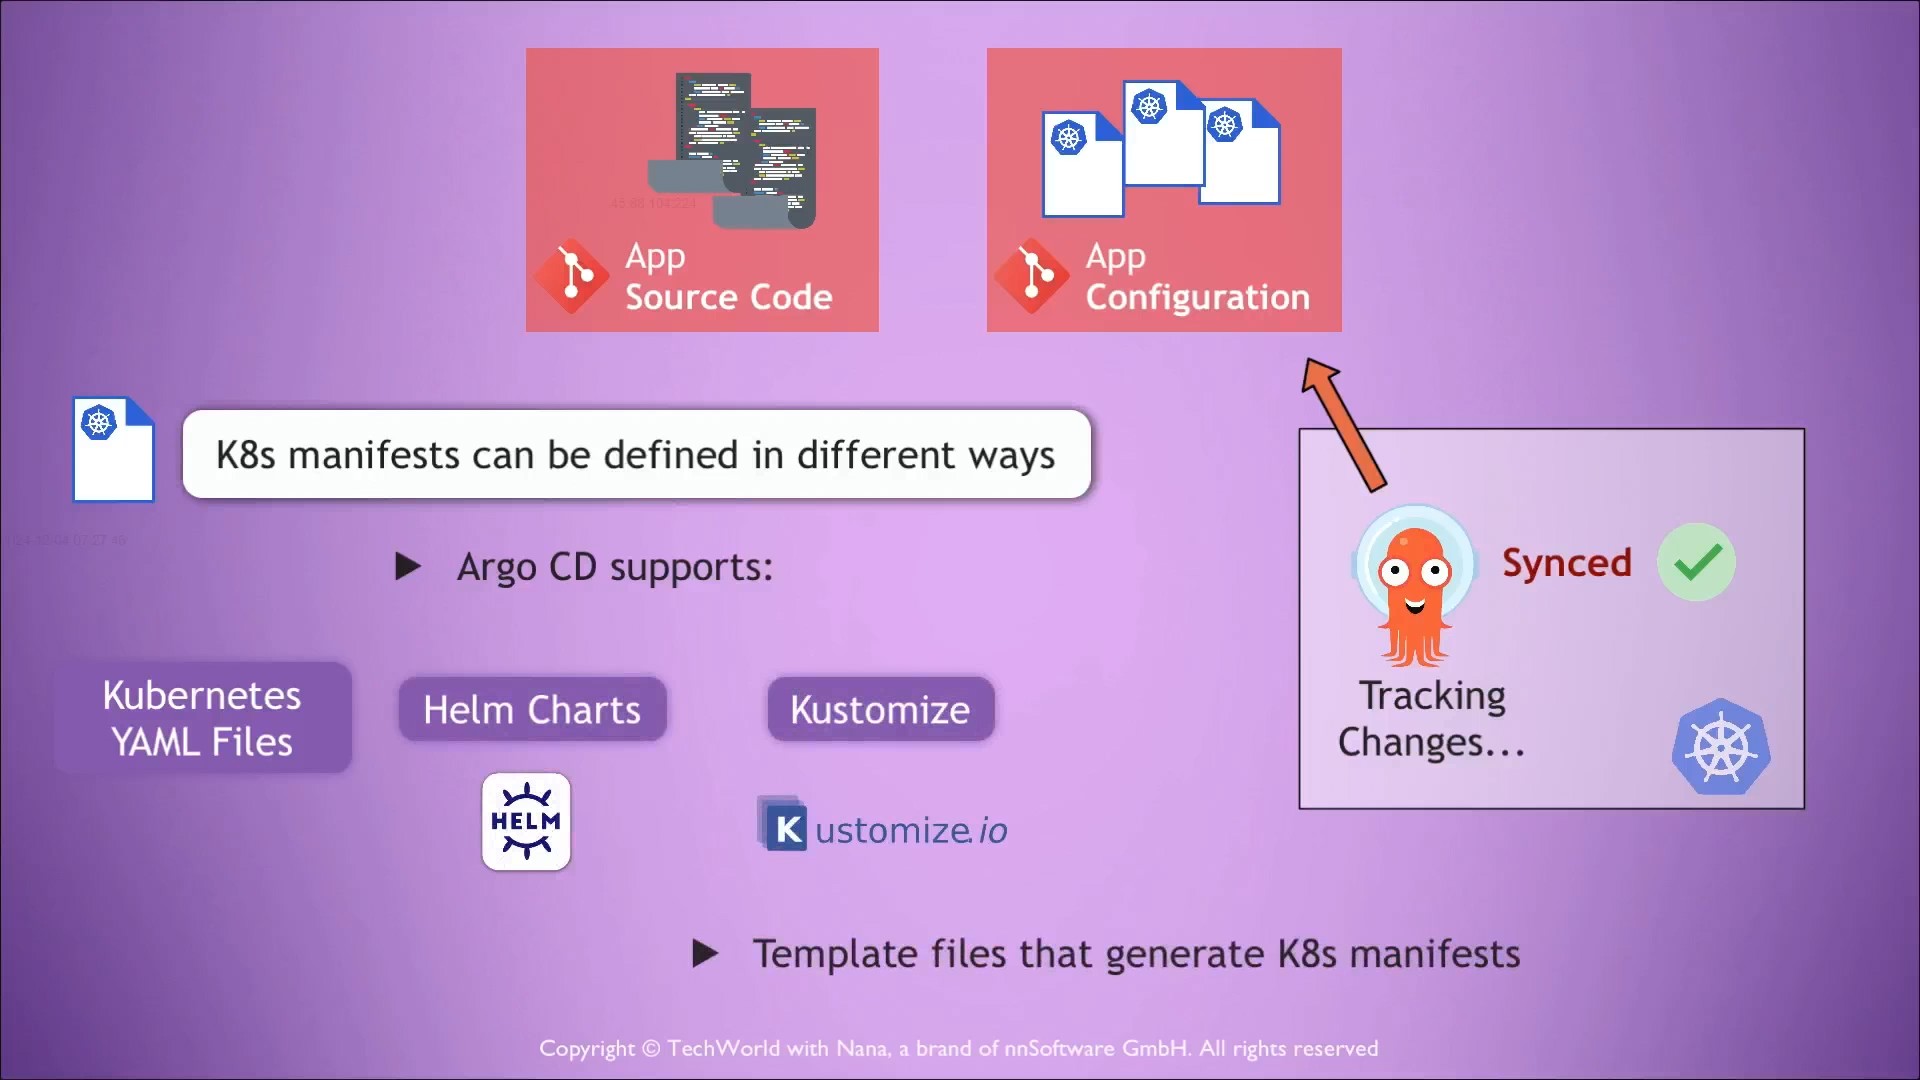 App
Source Code
App
Configuration
K8s manifests can be defined in different ways
Argo CD supports:
Synced
Tracking
Changes...
Kubernetes
YAML Files
Helm Charts
Kustomize
HELM
Kustomize.io
Template files that generate K8s manifests
Copyright © TechWorld with Nana, a brand of nnSoftware GmbH. All rights reserved